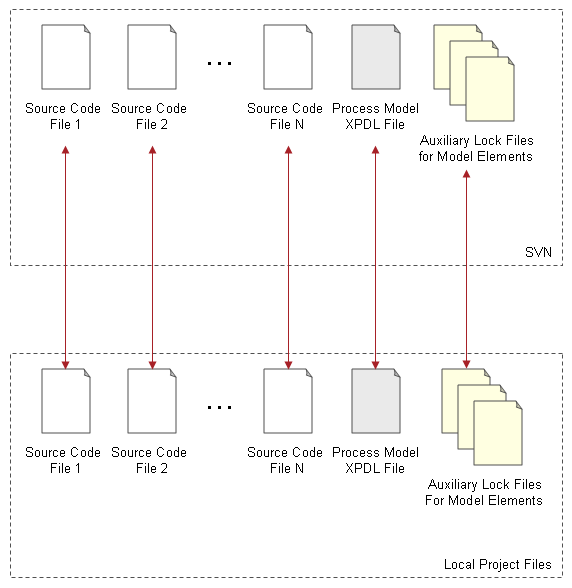 Source Code
File 1
Source Code
File 2
...
Source Code
File N
Process Model
XPDL File
Auxiliary Lock Files
for Model Elements
SVN
Source Code
File 1
Source Code
File 2
...
Source Code
File N
Process Model
XPDL File
Auxiliary Lock Files
For Model Elements
Local Project Files